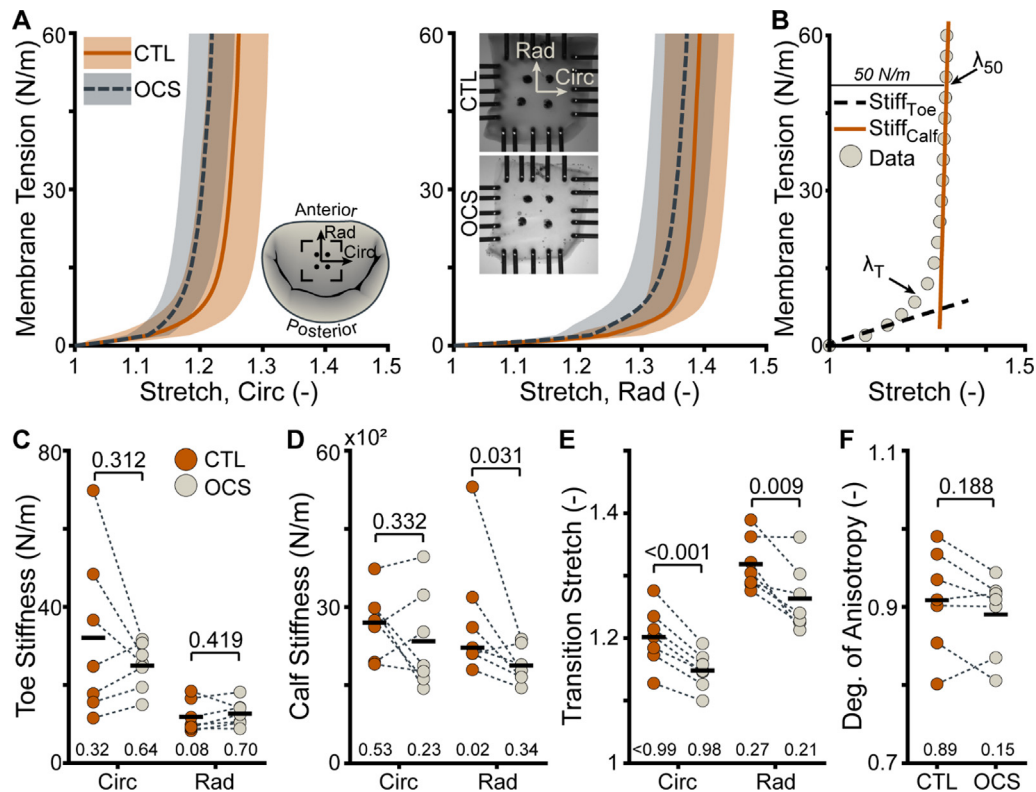 A
B
60
30
0
Membrane Tension (N/m)
CTL
OCS
Anterior
Rad
Circ
Posterior
1
1.1
1.2
1.3
1.4
1.5
Stretch, Circ (-)
60
30
0
Membrane Tension (N/m)
CTL
Rad
Circ
OCS
1
1.1
1.2
1.3
1.4
1.5
Stretch, Rad (-)
60
30
0
Membrane Tension (N/m)
λ50
50 N/m
StiffToe
StiffCalf
Data
λT
1
1.5
Stretch (-)
C
80
40
0
Toe Stiffness (N/m)
CTL
OCS
0.312
0.419
0.32
0.64
0.08
0.70
Circ
Rad
D
x10²
60
30
0
Calf Stiffness (N/m)
0.332
0.031
0.53
0.23
0.02
0.34
Circ
Rad
E
1.4
1.2
1
Transition Stretch (-)
<0.001
0.009
<0.99
0.98
0.27
0.21
Circ
Rad
F
1.1
0.9
0.7
Deg. of Anisotropy (-)
0.188
0.89
0.15
CTL
OCS